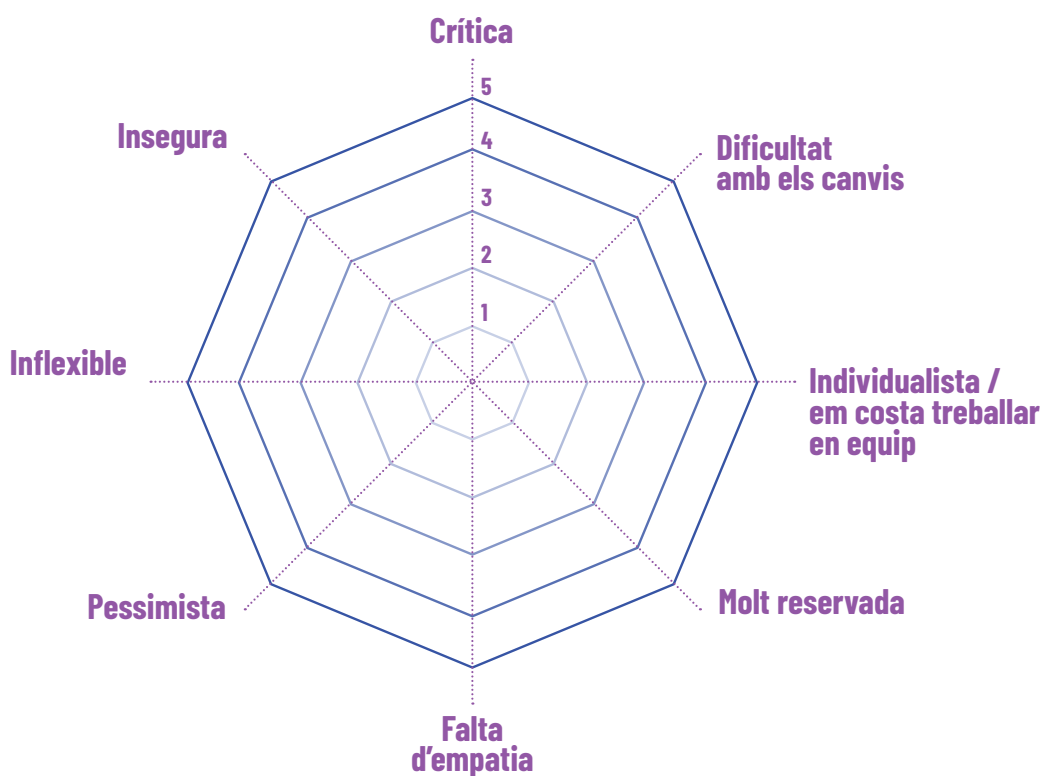 Crítica
5
Insegura
4
Dificultat
amb els canvis
3
2
1
Inflexible
Individualista /
em costa treballar
en equip
Pessimista
Molt reservada
Falta
d'empatia